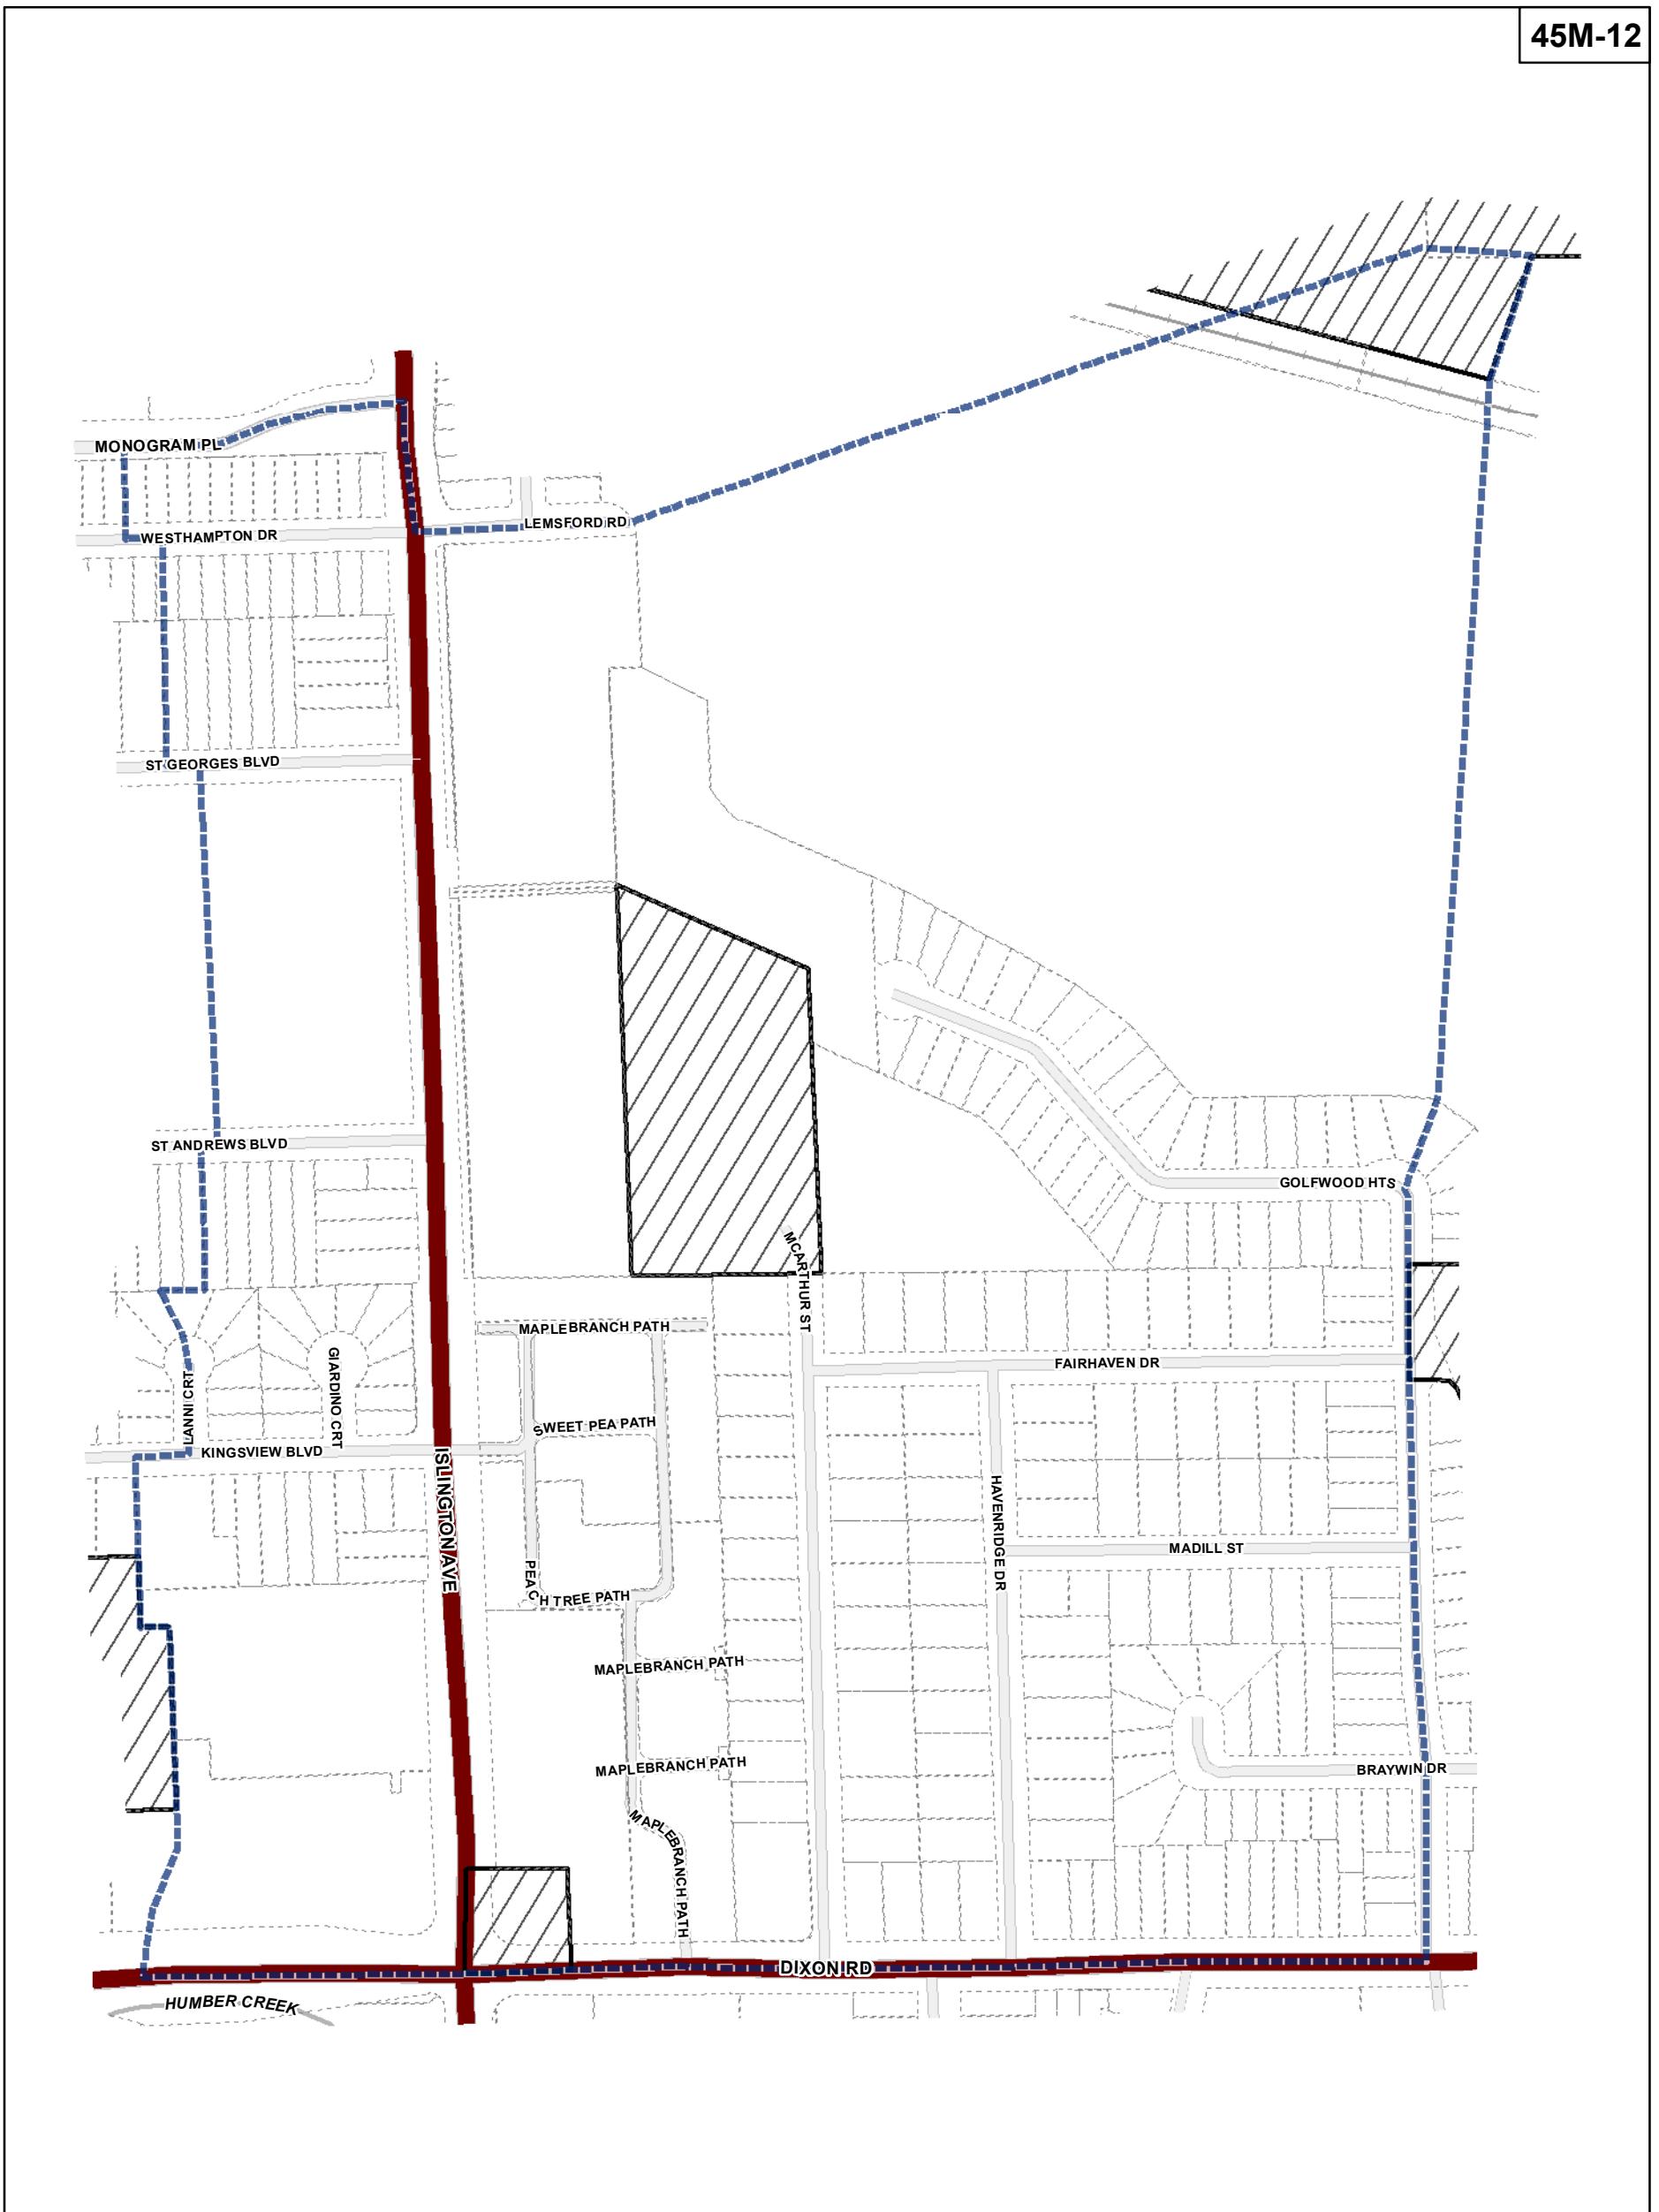 45M-12
MONOGRAM PL
LEMSFORD RD
WESTHAMPTON DR
ST GEORGES BLVD
ST ANDREWS BLVD
GOLFWOOD HTS
MCARTHUR ST
MAPLEBRANCH PATH
FAIRHAVEN DR
LANNI CRT
GIARDINO CRT
SWEET PEA PATH
KINGSVIEW BLVD
ISLINGTON AVE
HAVENRIDGE DR
MADILL ST
PEACH TREE PATH
MAPLEBRANCH PATH
MAPLEBRANCH PATH
BRAYWIN DR
MAPLEBRANCH PATH
DIXON RD
HUMBER CREEK